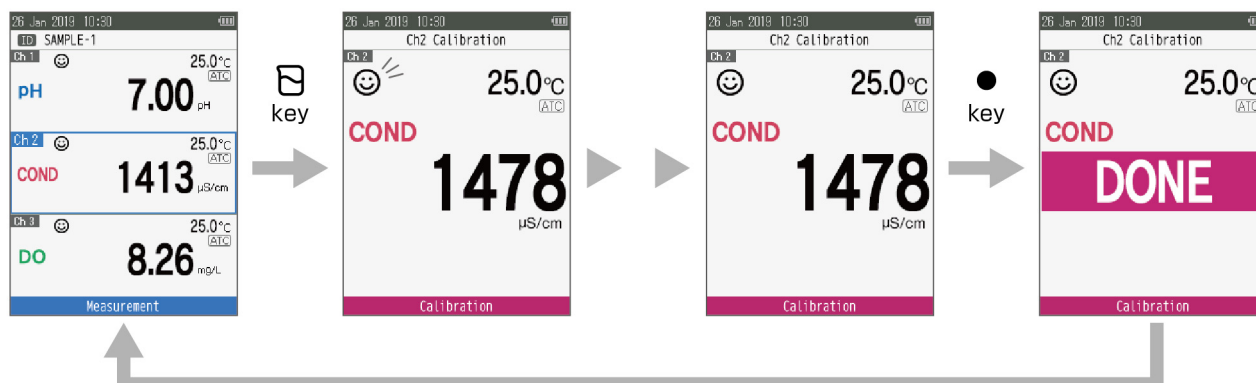 26 Jan 2019 10:30
ID SAMPLE-1
Ch 1 25.0°C
ATC
pH 7.00 pH
Ch 2 25.0°C
ATC
COND 1413 µS/cm
Ch 3 25.0°C
ATC
DO 8.26 mg/L
Measurement
key
26 Jan 2019 10:30
Ch2 Calibration
Ch 2
25.0°C
ATC
COND
1478
µS/cm
Calibration
26 Jan 2019 10:30
Ch2 Calibration
Ch 2
25.0°C
ATC
COND
1478
µS/cm
Calibration
key
26 Jan 2019 10:30
Ch2 Calibration
Ch 2
25.0°C
ATC
COND
DONE
Calibration